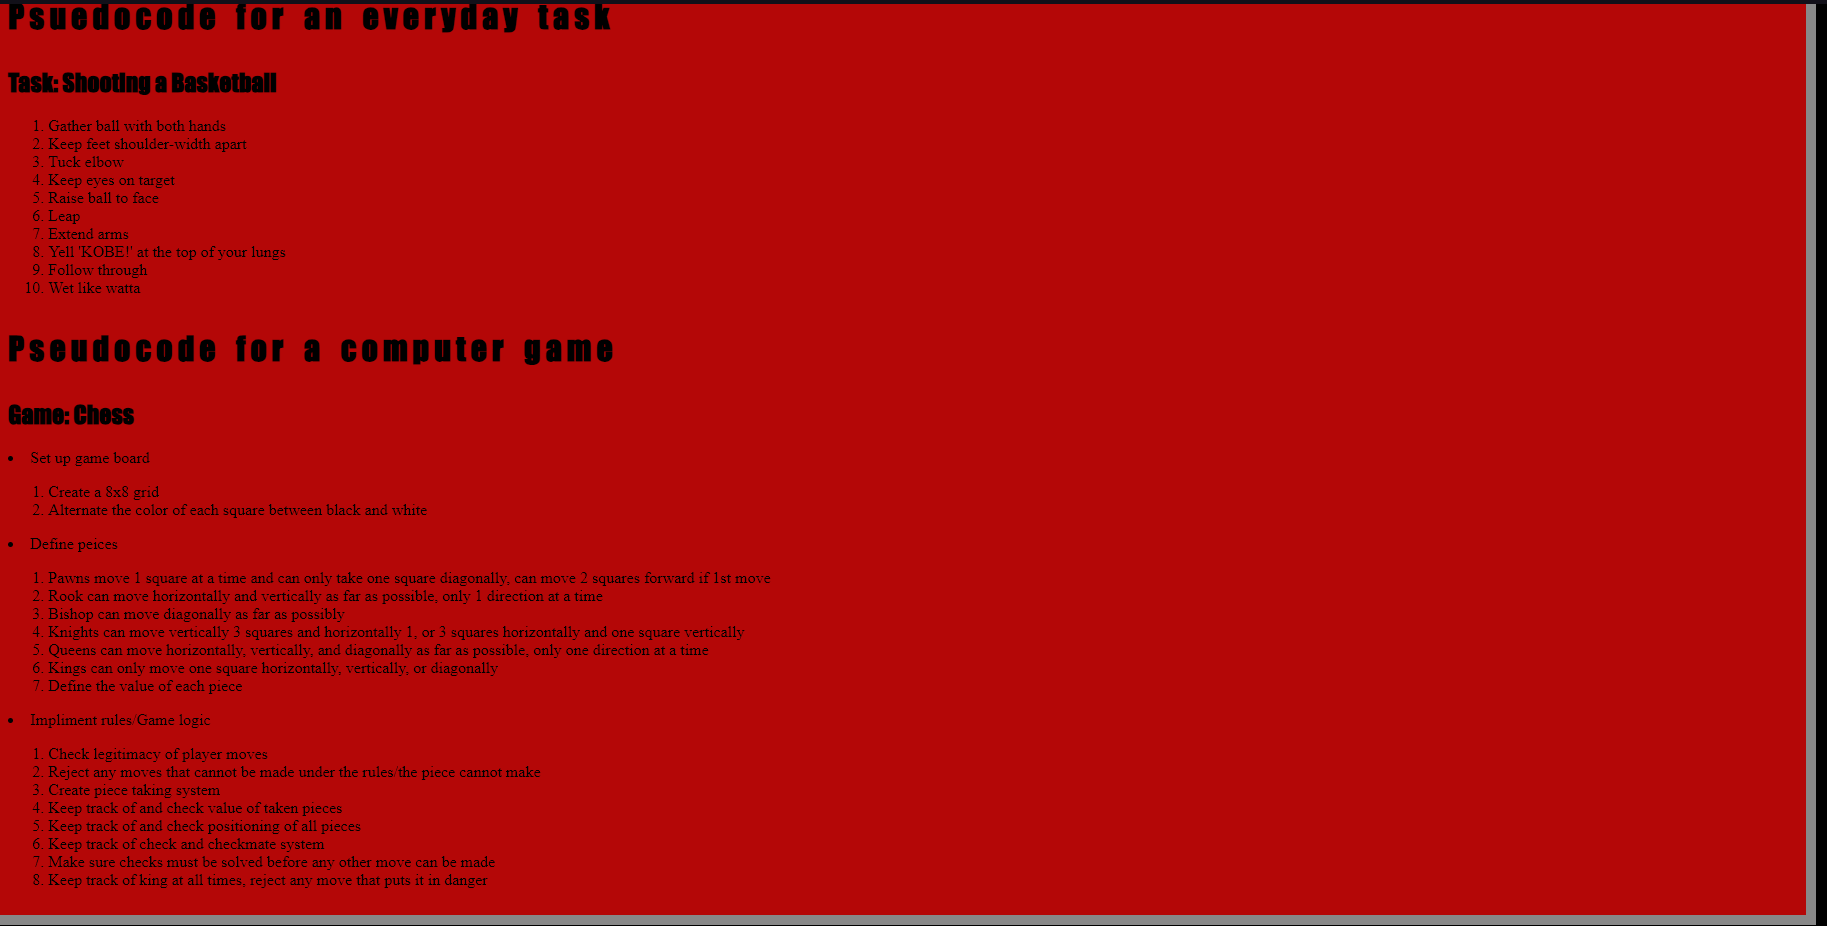 Psuedocode for an everyday task
Task: Shooting a Basketball
1. Gather ball with both hands
2. Keep feet shoulder-width apart
3. Tuck elbow
4. Keep eyes on target
5. Raise ball to face
6. Leap
7. Extend arms
8. Yell 'KOBE!' at the top of your lungs
9. Follow through
10. Wet like watta
Pseudocode for a computer game
Game: Chess
• Set up game board
1. Create a 8x8 grid
2. Alternate the color of each square between black and white
• Define peices
1. Pawns move 1 square at a time and can only take one square diagonally, can move 2 squares forward if 1st move
2. Rook can move horizontally and vertically as far as possible, only 1 direction at a time
3. Bishop can move diagonally as far as possibly
4. Knights can move vertically 3 squares and horizontally 1, or 3 squares horizontally and one square vertically
5. Queens can move horizontally, vertically, and diagonally as far as possible, only one direction at a time
6. Kings can only move one square horizontally, vertically, or diagonally
7. Define the value of each piece
• Impliment rules/Game logic
1. Check legitimacy of player moves
2. Reject any moves that cannot be made under the rules/the piece cannot make
3. Create piece taking system
4. Keep track of and check value of taken pieces
5. Keep track of and check positioning of all pieces
6. Keep track of check and checkmate system
7. Make sure checks must be solved before any other move can be made
8. Keep track of king at all times, reject any move that puts it in danger